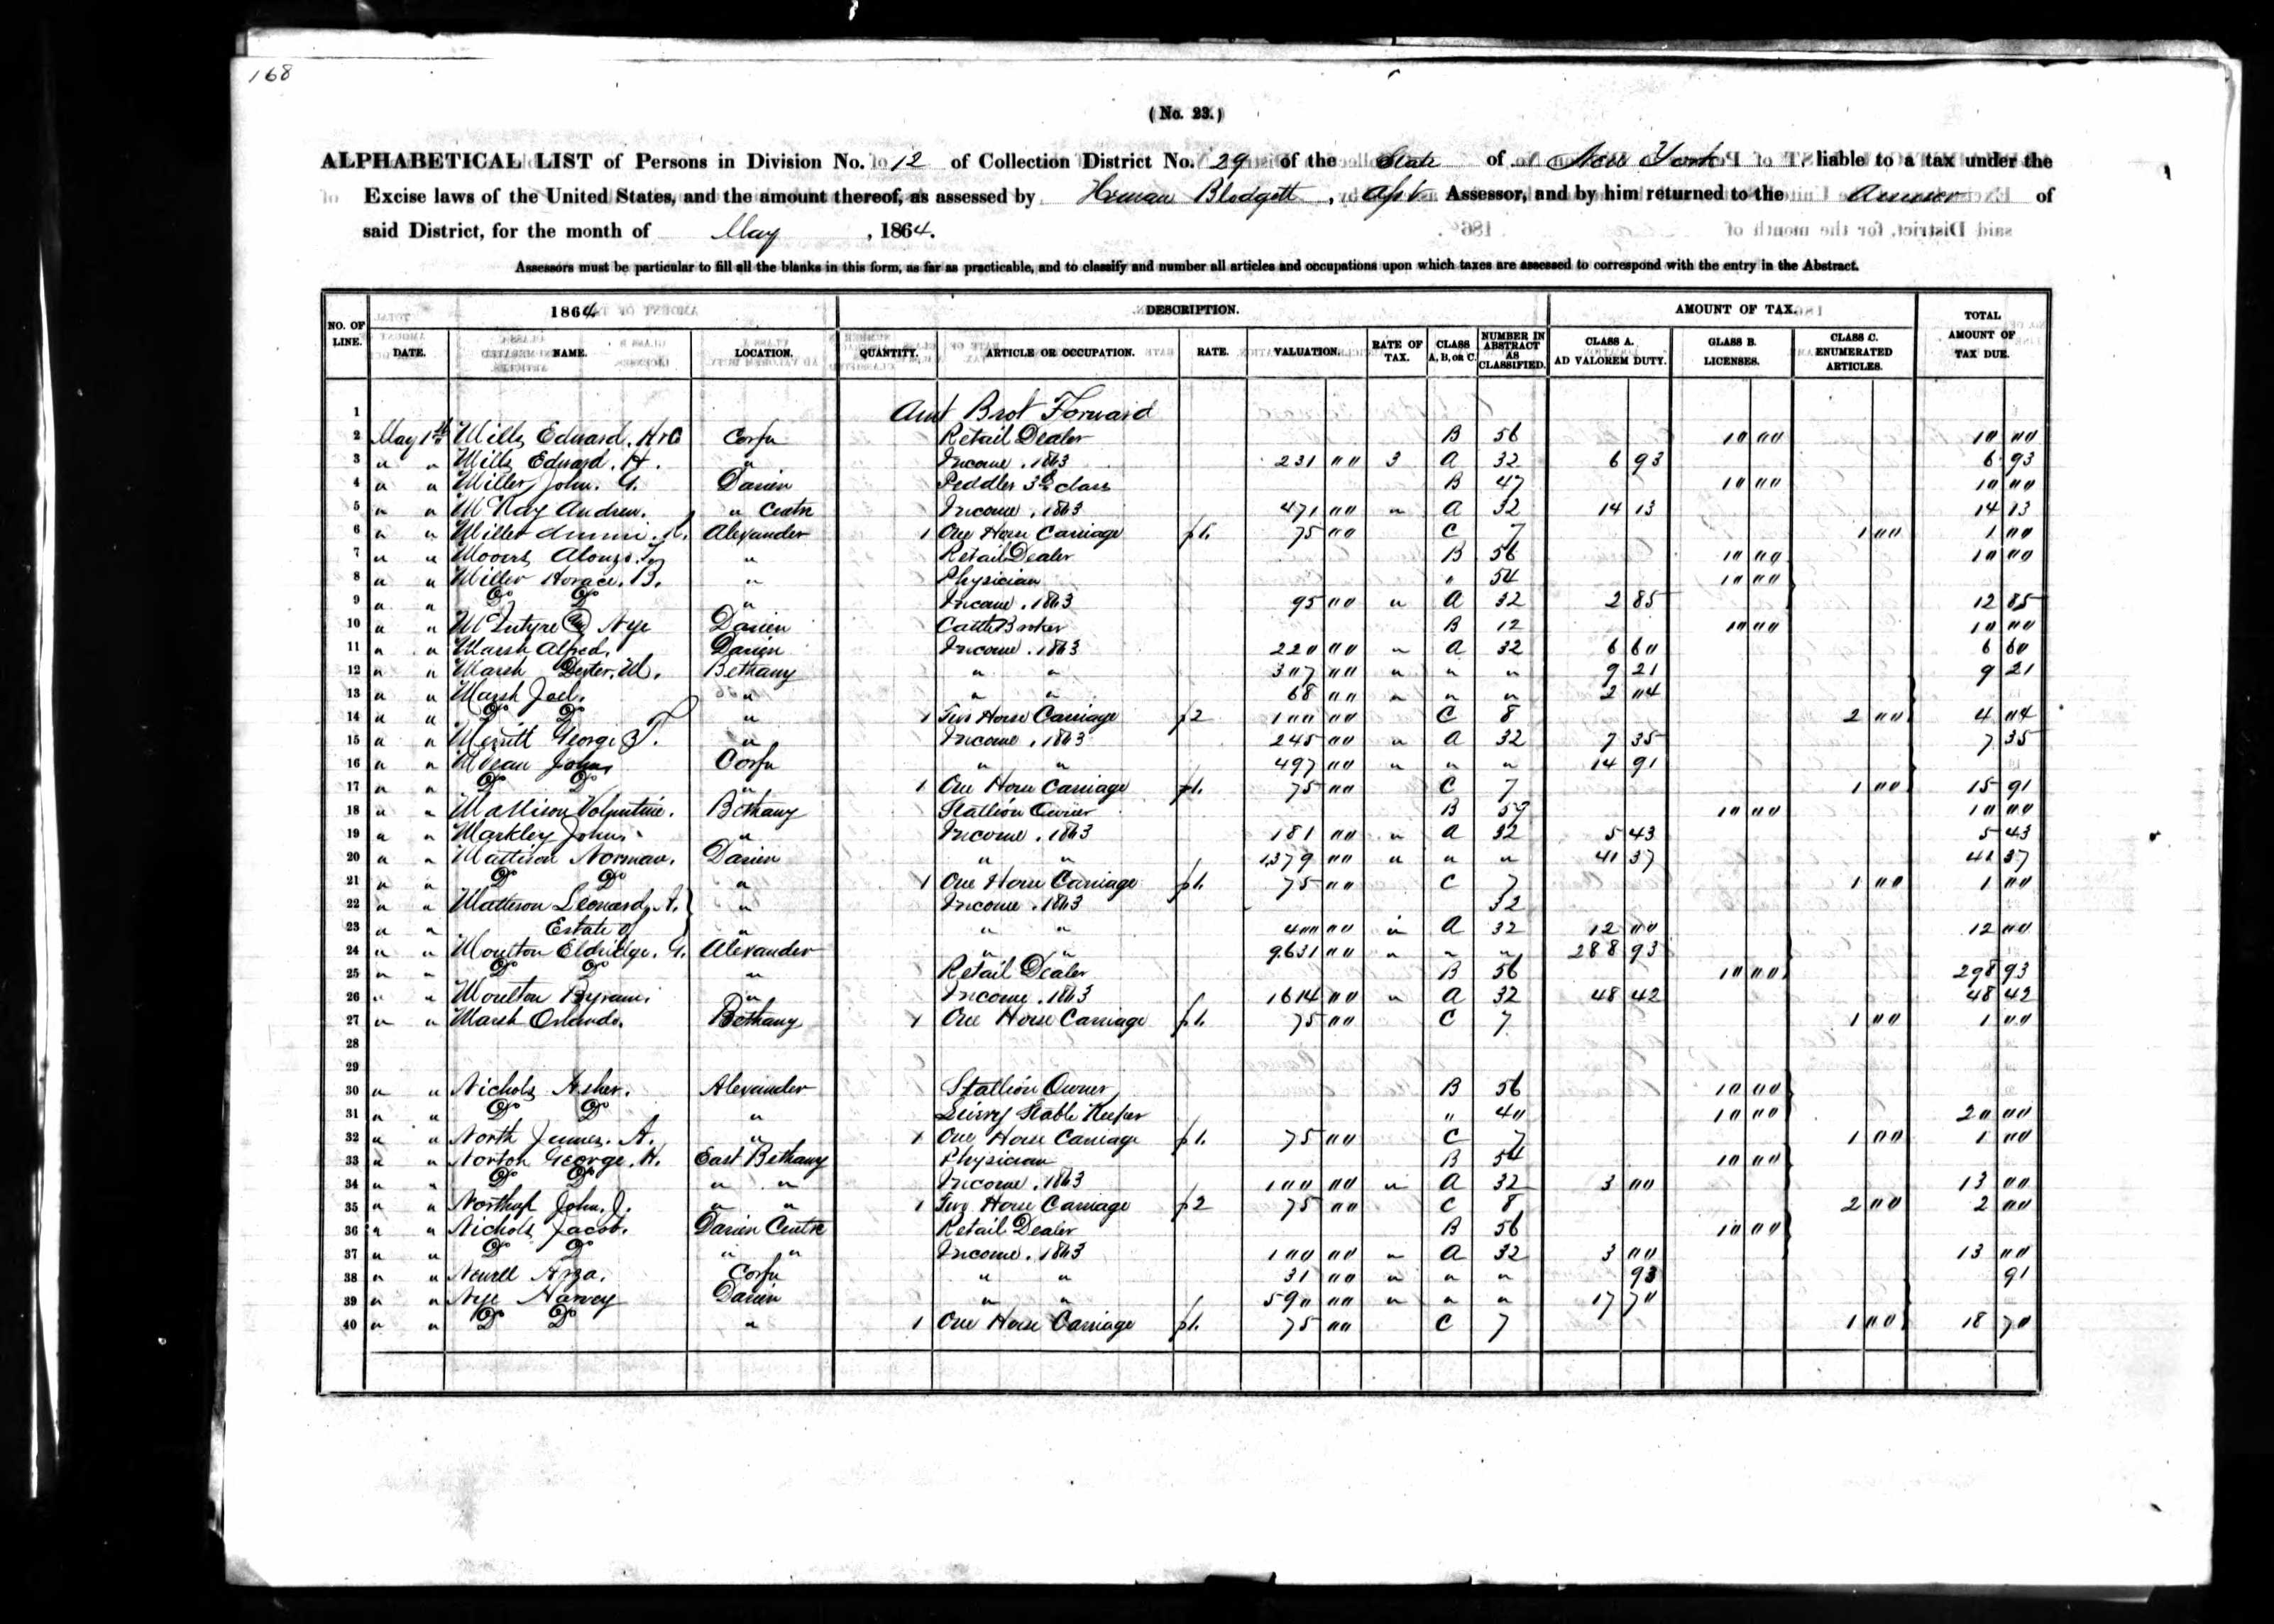 168
( No. 23. )
ALPHABETICAL LIST of Persons in Division No. 12 of Collection District No. 29 of the State of New York liable to a tax under the
Excise laws of the United States, and the amount thereof, as assessed by Heman Blodgett, Asst. Assessor, and by him returned to the Assessor of
said District, for the month of May, 1864.
Assessors must be particular to fill all the blanks in this form, as far as practicable, and to classify and number all articles and occupations upon which taxes are assessed to correspond with the entry in the Abstract.
NO. OF LINE. 1864 DESCRIPTION. AMOUNT OF TAX. TOTAL AMOUNT OF TAX DUE.
DATE. NAME. LOCATION. QUANTITY. ARTICLE OR OCCUPATION. RATE. VALUATION. RATE OF TAX. CLASS A, B, OR C. NUMBER IN ABSTRACT AS CLASSIFIED. CLASS A. AD VALOREM DUTY. CLASS B. LICENSES. CLASS C. ENUMERATED ARTICLES.
1 Amt Brot Forward
2 May 1st Mills Edward. H & Co Corfu Retail Dealer B 56 10 00 10 00
3 " " Mills Edward. H. " Income. 1863 231 00 3 A 32 6 93 6 93
4 " " Miller John. G. Darien Peddler 3d class B 47 10 00 10 00
5 " " McKay Andrew. " Centre Income. 1863 471 00 " A 32 14 13 14 13
6 " " Miller Alexander 1 One Horse Carriage p1. 75 00 C 7 1 00 1 00
7 " " Mooers Alonzo. " Retail Dealer B 56 10 00 10 00
8 " " Miller Horace. B. " Physician " 54 10 00
9 " " Do Do " Income. 1863 95 00 " A 32 2 85 12 85
10 " " McIntyre & Nye Darien Cattle Broker B 12 10 00 10 00
11 " " Marsh Alfred. Darien Income. 1863 220 00 " A 32 6 60 6 60
12 " " Marsh Dexter. M. Bethany " " 307 00 " " " 9 21 9 21
13 " " Marsh Joel. " " " 68 00 " " " 2 04
14 " " Do Do " 1 Two Horse Carriage p2 100 00 C 8 2 00 4 04
15 " " Merritt George T. " Income. 1863 245 00 " A 32 7 35 7 35
16 " " McVean John Corfu " " 497 00 " " " 14 91
17 " " Do Do " 1 One Horse Carriage p1. 75 00 C 7 1 00 15 91
18 " " Mattison Volyntine. Bethany Stallion Owner B 59 10 00 10 00
19 " " Markley John. " Income. 1863 181 00 " A 32 5 43 5 43
20 " " Mattison Norman. Darien " " 1379 00 " " " 41 37 41 37
21 " " Do Do " 1 One Horse Carriage p1. 75 00 C 7 1 00 1 00
22 " " Matteson Leonard. A. " Income. 1863 32
23 " " Estate of " " " 400 00 " A 32 12 00 12 00
24 " " Moulton Eldridge. G. Alexander " " 9631 00 " " " 288 93
25 " " Do Do " Retail Dealer B 56 10 00 298 93
26 " " Moulton Byram. " Income. 1863 1614 00 " A 32 48 42 48 42
27 " " Marsh Orlando. Bethany 1 One Horse Carriage p1. 75 00 C 7 1 00 1 00
28
29
30 " " Nichols Asher. Alexander Stallion Owner B 56 10 00
31 " " Do Do " Livery Stable Keeper " 40 10 00 20 00
32 " " North James. A. " 1 One Horse Carriage p1. 75 00 C 7 1 00 1 00
33 " " Norton George. H. East Bethany Physician B 54 10 00
34 " " Do Do " " Income. 1863 100 00 " A 32 3 00 13 00
35 " " Northup John. J. " " 1 Two Horse Carriage p2 75 00 C 8 2 00 2 00
36 " " Nichols Jacob. Darien Centre Retail Dealer B 56 10 00
37 " " Do Do " " Income. 1863 100 00 " A 32 3 00 13 00
38 " " Newell Arza. Corfu " " 31 00 " " " 93 91
39 " " Nye Harvey Darien " " 590 00 " " " 17 70
40 " " Do Do " 1 One Horse Carriage p1. 75 00 C 7 1 00 18 70